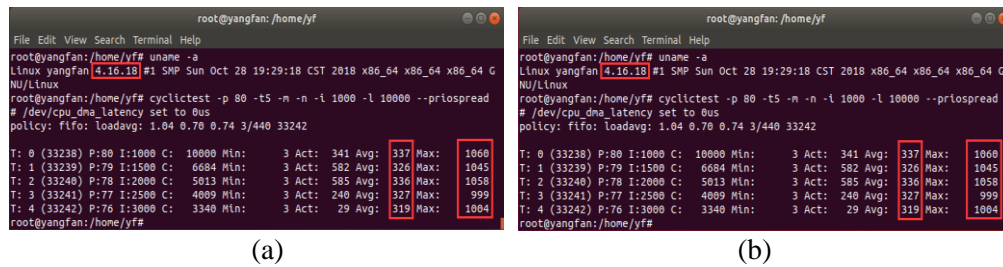 root@yangfan: /home/yf
File Edit View Search Terminal Help
root@yangfan:/home/yf# uname -a
Linux yangfan 4.16.18 #1 SMP Sun Oct 28 19:29:18 CST 2018 x86_64 x86_64 x86_64 G
NU/Linux
root@yangfan:/home/yf# cyclictest -p 80 -t5 -m -n -i 1000 -l 10000 --priospread
# /dev/cpu_dma_latency set to 0us
policy: fifo: loadavg: 1.04 0.70 0.74 3/440 33242
T: 0 (33238) P:80 I:1000 C: 10000 Min: 3 Act: 341 Avg: 337 Max: 1060
T: 1 (33239) P:79 I:1500 C: 6684 Min: 3 Act: 582 Avg: 326 Max: 1045
T: 2 (33240) P:78 I:2000 C: 5013 Min: 3 Act: 585 Avg: 336 Max: 1058
T: 3 (33241) P:77 I:2500 C: 4009 Min: 3 Act: 240 Avg: 327 Max: 999
T: 4 (33242) P:76 I:3000 C: 3340 Min: 3 Act: 29 Avg: 319 Max: 1004
root@yangfan:/home/yf#
(a)
root@yangfan: /home/yf
File Edit View Search Terminal Help
root@yangfan:/home/yf# uname -a
Linux yangfan 4.16.18 #1 SMP Sun Oct 28 19:29:18 CST 2018 x86_64 x86_64 x86_64 G
NU/Linux
root@yangfan:/home/yf# cyclictest -p 80 -t5 -m -n -i 1000 -l 10000 --priospread
# /dev/cpu_dma_latency set to 0us
policy: fifo: loadavg: 1.04 0.70 0.74 3/440 33242
T: 0 (33238) P:80 I:1000 C: 10000 Min: 3 Act: 341 Avg: 337 Max: 1060
T: 1 (33239) P:79 I:1500 C: 6684 Min: 3 Act: 582 Avg: 326 Max: 1045
T: 2 (33240) P:78 I:2000 C: 5013 Min: 3 Act: 585 Avg: 336 Max: 1058
T: 3 (33241) P:77 I:2500 C: 4009 Min: 3 Act: 240 Avg: 327 Max: 999
T: 4 (33242) P:76 I:3000 C: 3340 Min: 3 Act: 29 Avg: 319 Max: 1004
root@yangfan:/home/yf#
(b)